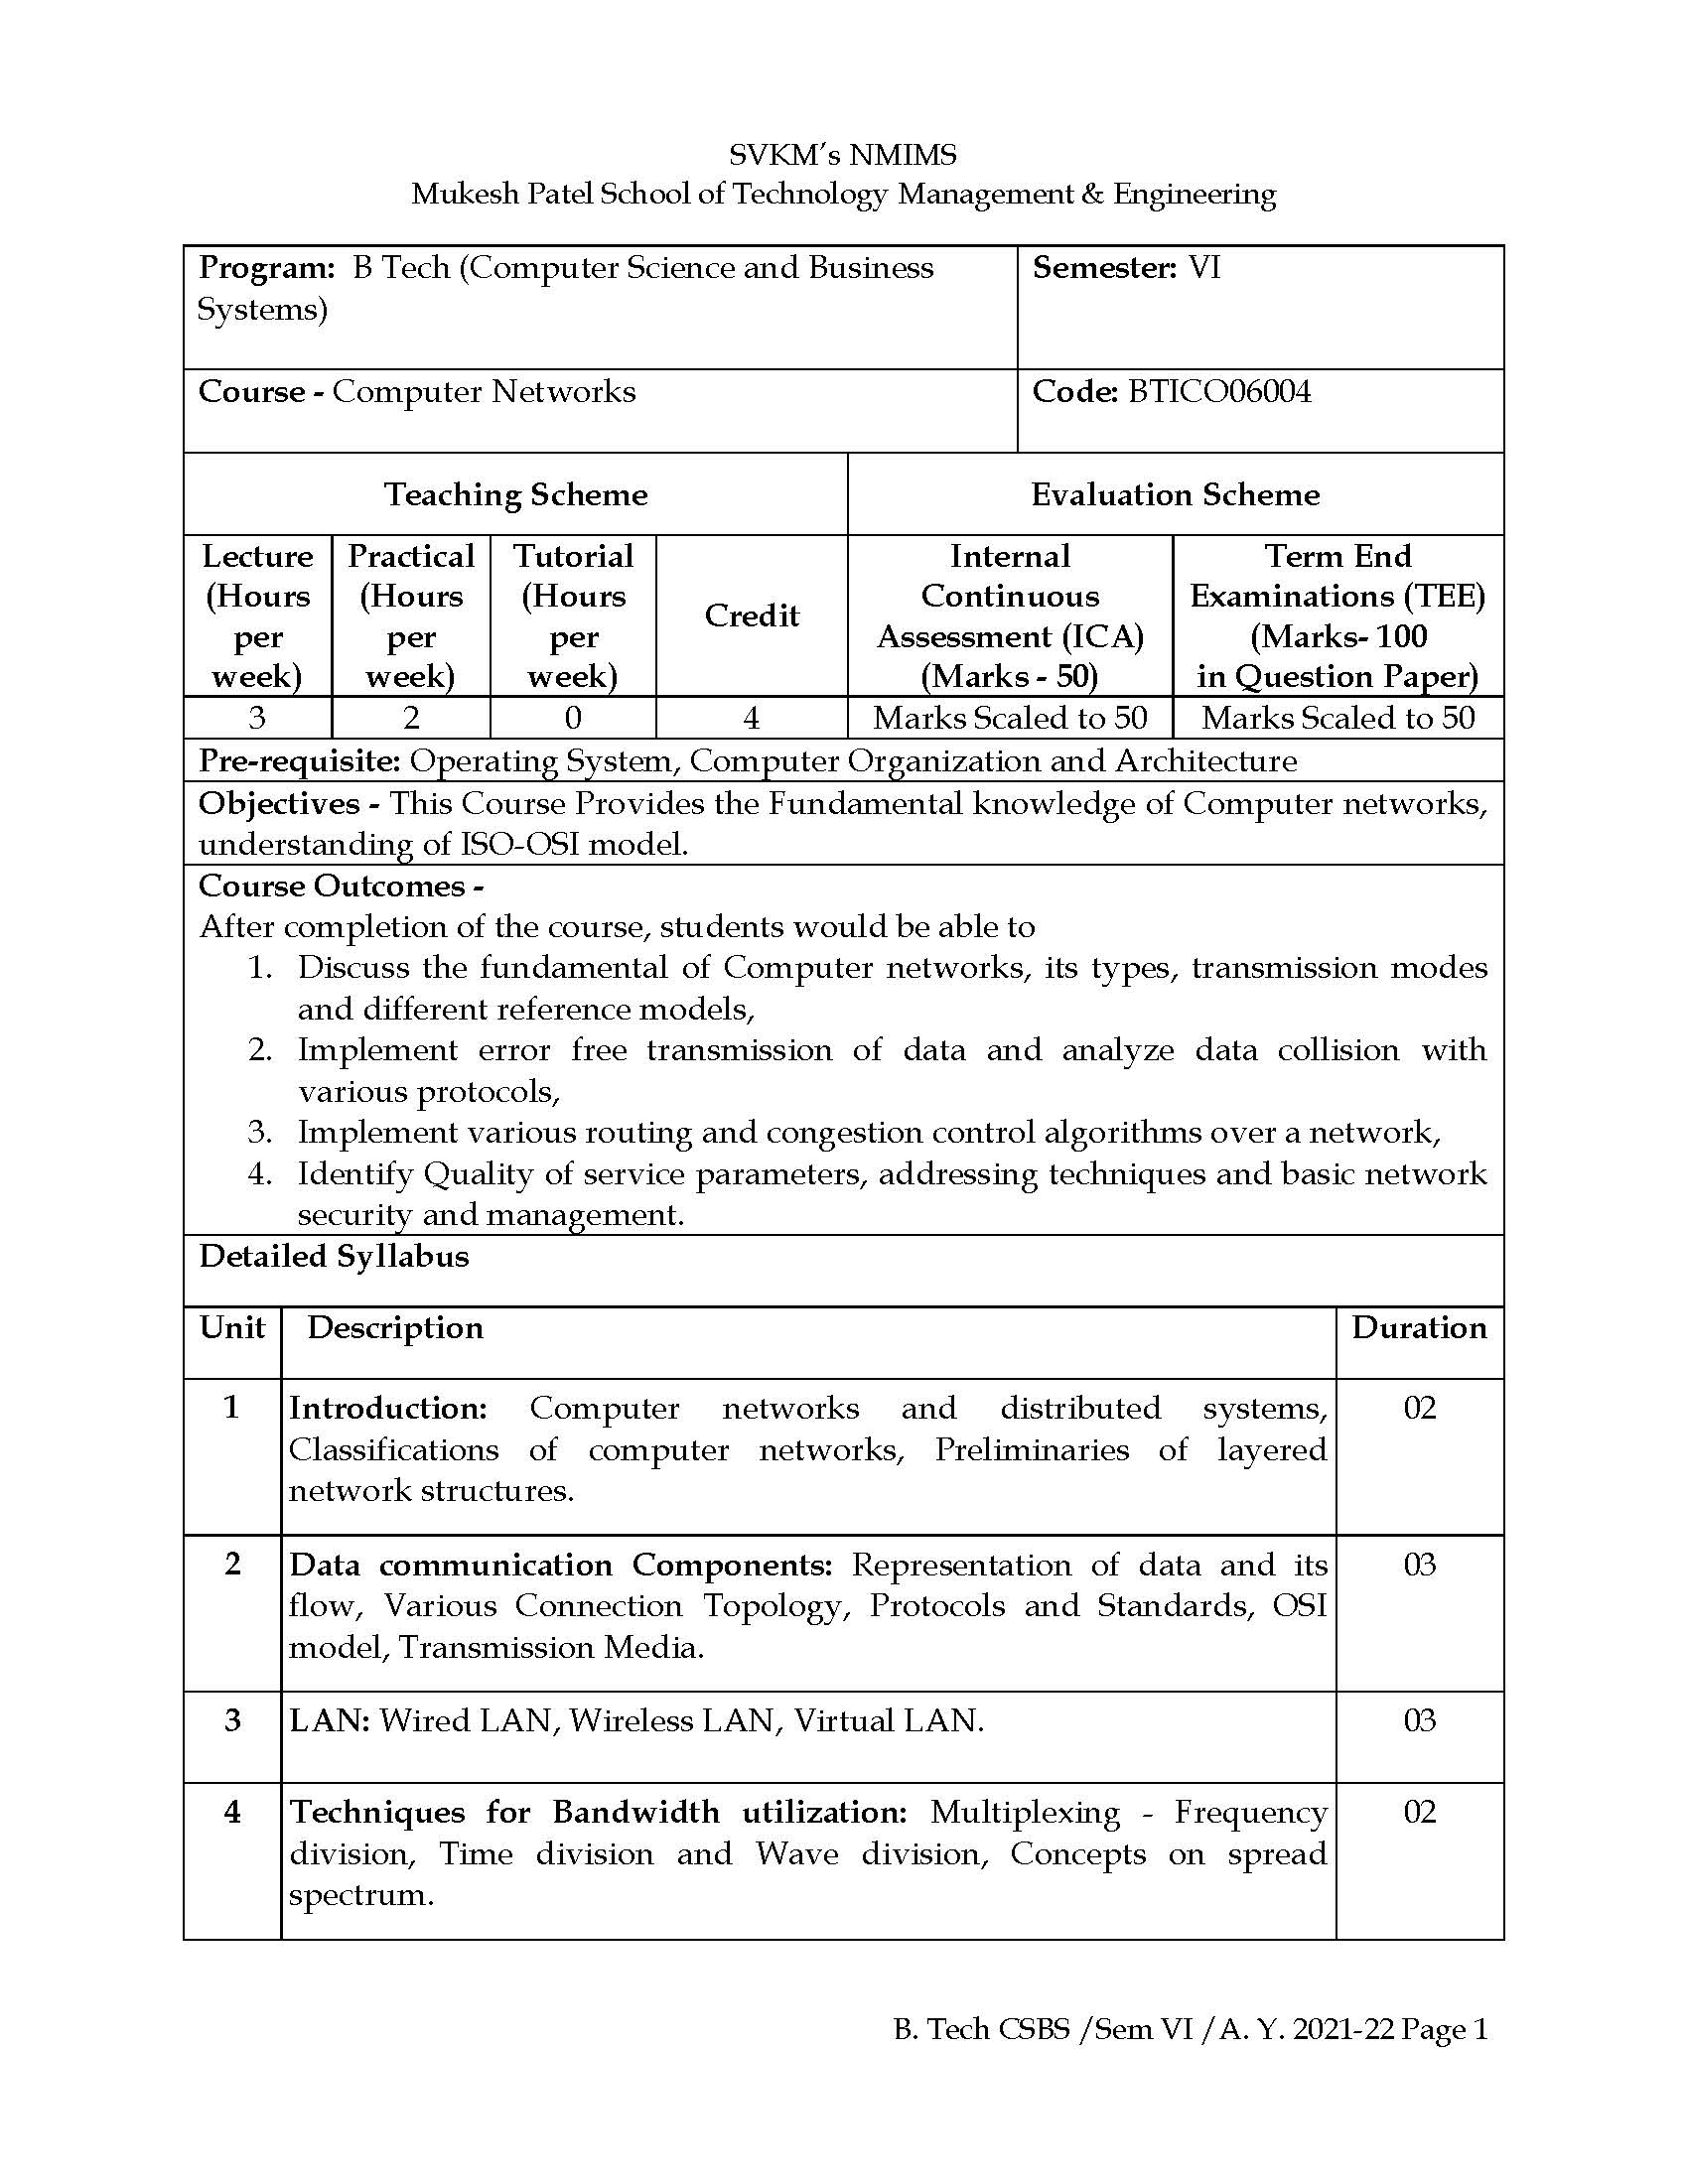 SVKM's NMIMS
Mukesh Patel School of Technology Management & Engineering
Program: B Tech (Computer Science and Business
Systems)
Semester: VI
Course - Computer Networks
Code: BTICO06004
Teaching Scheme
Evaluation Scheme
Lecture
(Hours
per
week)
Practical
(Hours
per
week)
Tutorial
(Hours
per
week)
Credit
Internal
Continuous
Assessment (ICA)
(Marks - 50)
Term End
Examinations (TEE)
(Marks- 100
in Question Paper)
3
2
0
4
Marks Scaled to 50
Marks Scaled to 50
Pre-requisite: Operating System, Computer Organization and Architecture
Objectives - This Course Provides the Fundamental knowledge of Computer networks,
understanding of ISO-OSI model.
Course Outcomes -
After completion of the course, students would be able to
1. Discuss the fundamental of Computer networks, its types, transmission modes
and different reference models,
2. Implement error free transmission of data and analyze data collision with
various protocols,
3. Implement various routing and congestion control algorithms over a network,
4. Identify Quality of service parameters, addressing techniques and basic network
security and management.
Detailed Syllabus
Unit
Description
Duration
1
Introduction: Computer networks and distributed systems,
Classifications of computer networks, Preliminaries of layered
network structures.
02
2
Data communication Components: Representation of data and its
flow, Various Connection Topology, Protocols and Standards, OSI
model, Transmission Media.
03
3
LAN: Wired LAN, Wireless LAN, Virtual LAN.
03
4
Techniques for Bandwidth utilization: Multiplexing - Frequency
division, Time division and Wave division, Concepts on spread
spectrum.
02
B. Tech CSBS /Sem VI /A. Y. 2021-22 Page 1